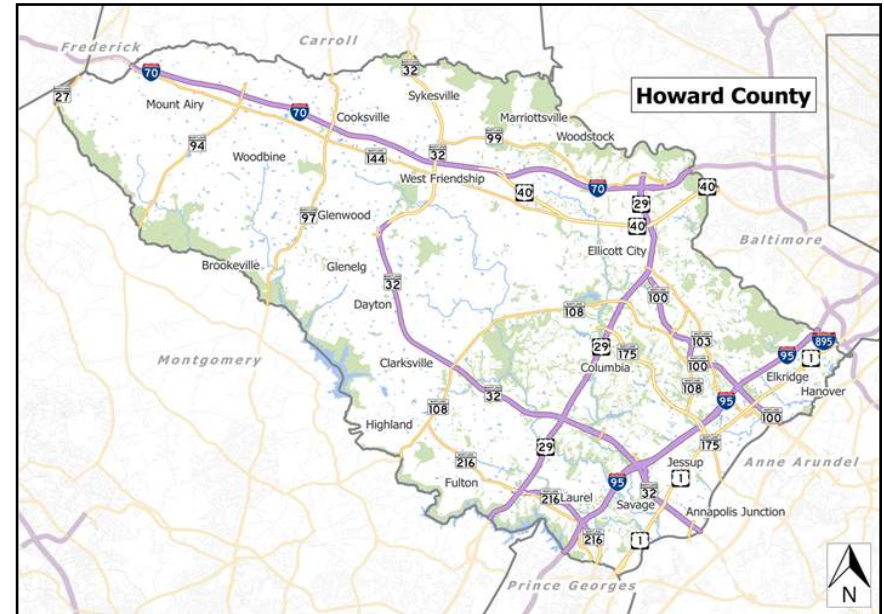 Frederick
Carroll
32
70
27
Mount Airy
Sykesville
Howard County
70
Cooksville
Marriottsville
Woodstock
94
99
Woodbine
144
32
West Friendship
40
70
40
29
97
Glenwood
40
Baltimore
Ellicott City
Brookeville
Glenelg
32
100
Dayton
108
103
895
29
175
95
1
Montgomery
Clarksville
Columbia
100
Elkridge
108
Hanover
32
95
108
100
Highland
29
175
216
Jessup
Anne Arundel
Fulton
95
1
216
Laurel
32
Savage
Annapolis Junction
216
1
Prince Georges
N